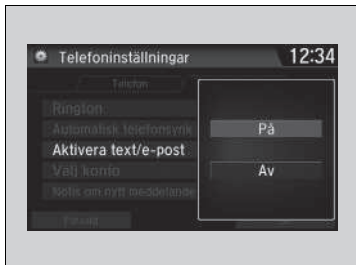 Telefoninställningar
12:34
Telefon
Rington
Automatisk telefonsynk
På
Aktivera text/e-post
Välj konto
Av
Notis om nytt meddelande